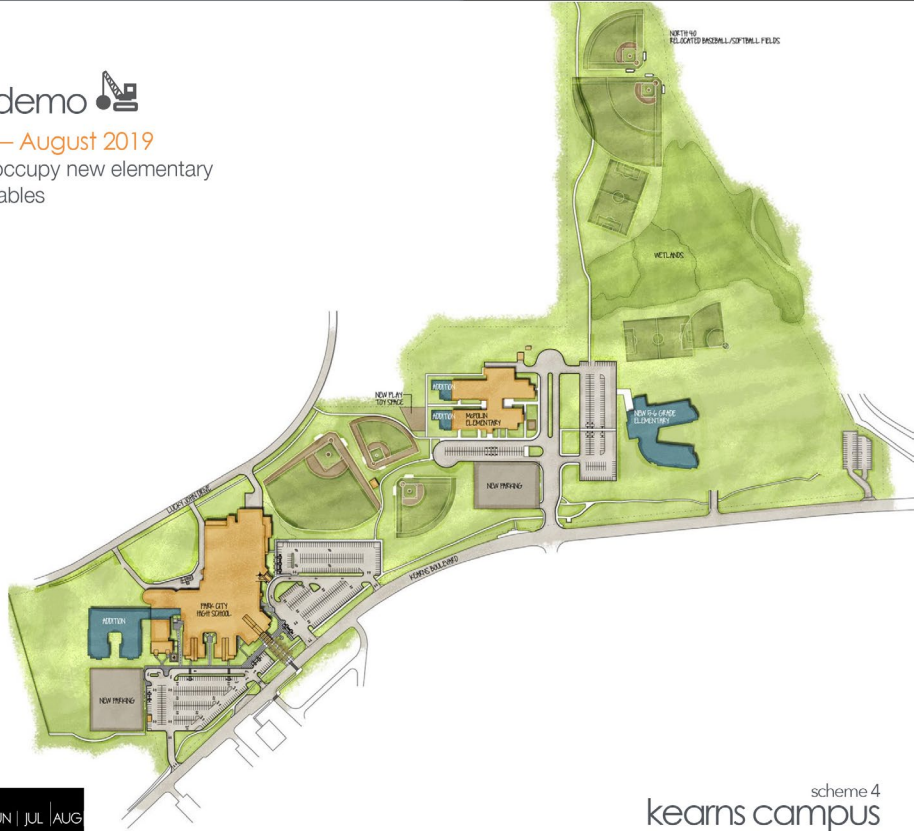 NORTH 40
RELOCATED BASEBALL/SOFTBALL FIELDS
demo
– August 2019
occupy new elementary
ables
WETLANDS
NEW PLAY
TOY SPACE
ADDITION
ADDITION
McPOLIN
ELEMENTARY
NEW 5-6 GRADE
ELEMENTARY
NEW PARKING
LUCKY JOHN DRIVE
KEARNS BOULEVARD
PARK CITY
HIGH SCHOOL
ADDITION
NEW PARKING
UN | JUL | AUG
scheme 4
kearns campus